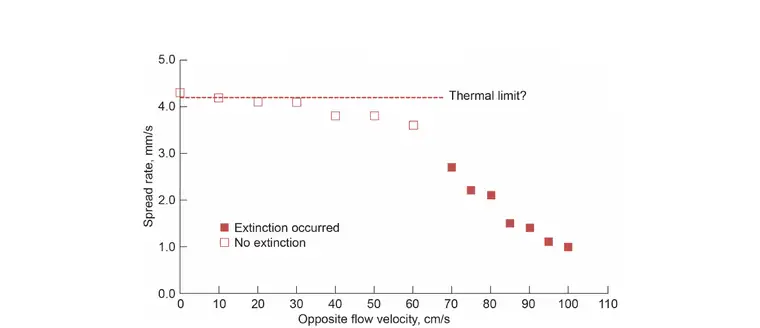 5.0
Thermal limit?
4.0
3.0
2.0
Extinction occurred
No extinction
1.0
0.0
0 10 20 30 40 50 60 70 80 90 100 110
Opposite flow velocity, cm/s
Spread rate, mm/s